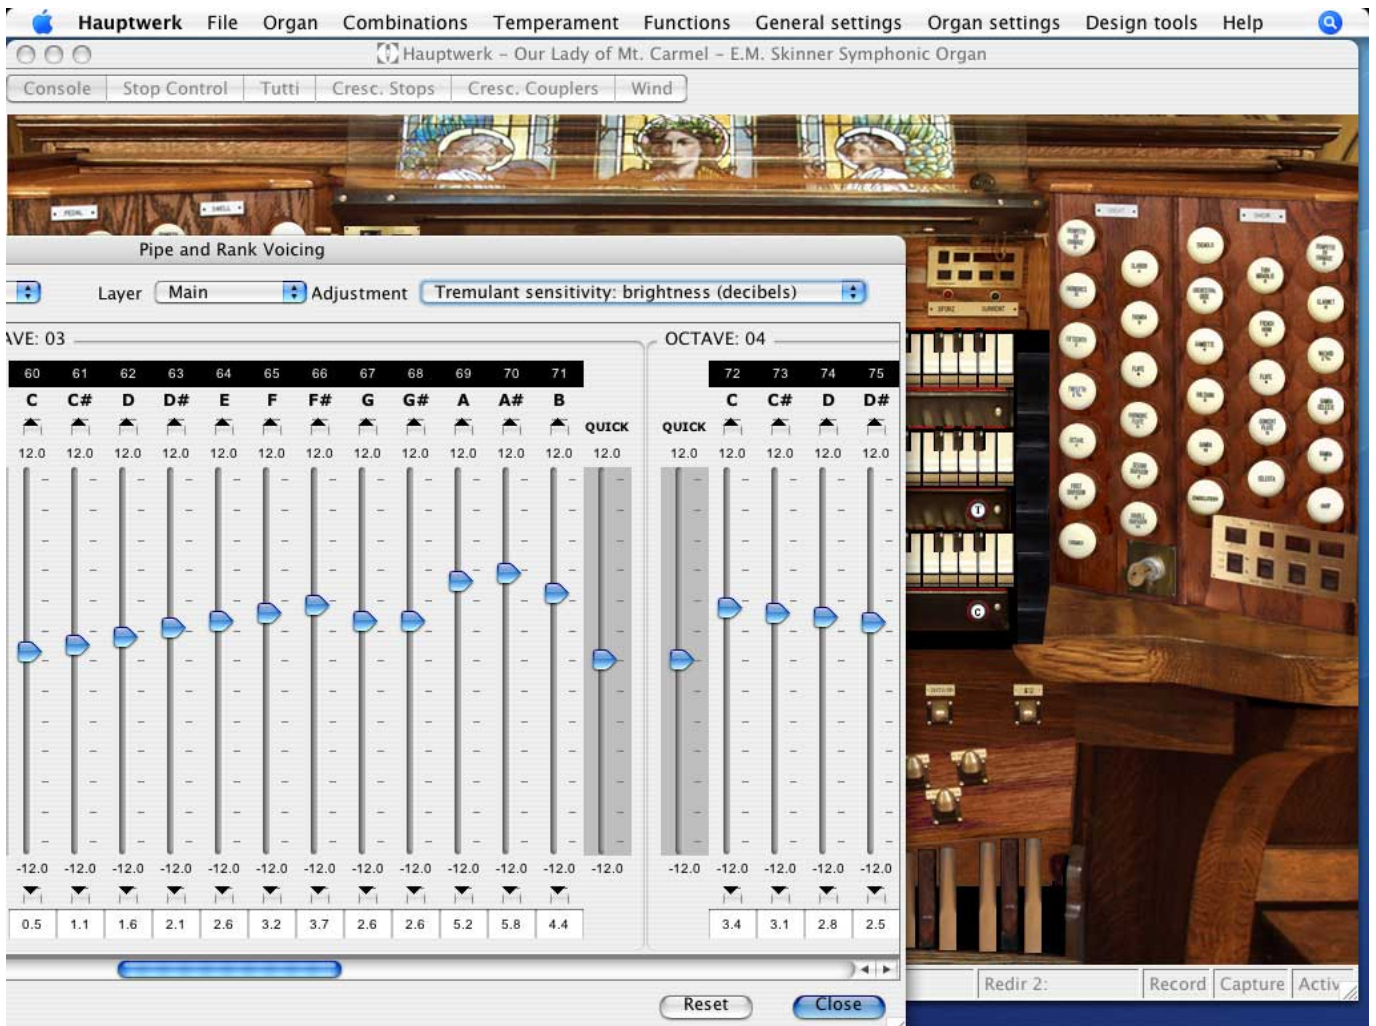 Hauptwerk File Organ Combinations Temperament Functions General settings Organ settings Design tools Help
Hauptwerk – Our Lady of Mt. Carmel – E.M. Skinner Symphonic Organ
Console Stop Control Tutti Cresc. Stops Cresc. Couplers Wind
PEDAL SWELL
Pipe and Rank Voicing
Layer Main Adjustment Tremulant sensitivity: brightness (decibels)
AVE: 03 OCTAVE: 04
60 61 62 63 64 65 66 67 68 69 70 71 72 73 74 75
C C# D D# E F F# G G# A A# B C C# D D#
QUICK QUICK
12.0 12.0 12.0 12.0 12.0 12.0 12.0 12.0 12.0 12.0 12.0 12.0 12.0 12.0 12.0 12.0 12.0 12.0
T
C
-12.0 -12.0 -12.0 -12.0 -12.0 -12.0 -12.0 -12.0 -12.0 -12.0 -12.0 -12.0 -12.0 -12.0 -12.0 -12.0 -12.0 -12.0
0.5 1.1 1.6 2.1 2.6 3.2 3.7 2.6 2.6 5.2 5.8 4.4 3.4 3.1 2.8 2.5
Redir 2: Record Capture Activ
Reset Close